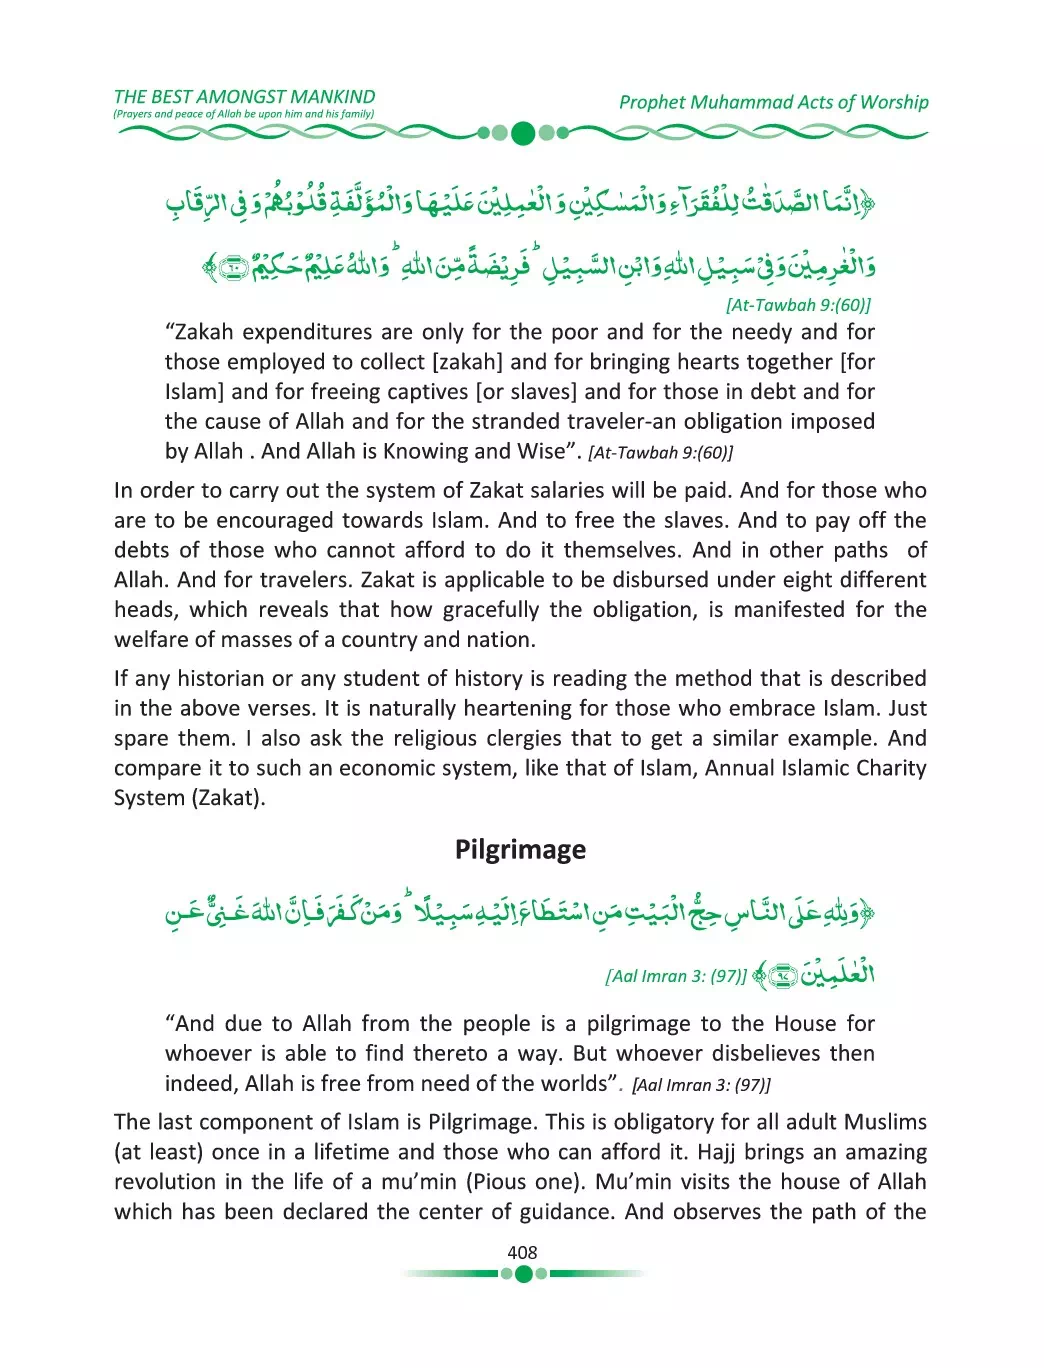 THE BEST AMONGST MANKIND
(Prayers and peace of Allah be upon him and his family)
Prophet Muhammad Acts of Worship
﴿اِنَّمَا الصَّدَقٰتُ لِلْفُقَرَآءِ وَالْمَسٰكِيْنِ وَ الْعٰمِلِيْنَ عَلَيْهَا وَالْمُؤَلَّفَةِ قُلُوْبُهُمْ وَ فِى الرِّقَابِ
وَالْغٰرِمِيْنَ وَ فِىْ سَبِيْلِ اللهِ وَ ابْنِ السَّبِيْلِ ؕ فَرِيْضَةً مِّنَ اللهِ ؕ وَاللهُ عَلِيْمٌ حَكِيْمٌ ۶۰﴾
[At-Tawbah 9:(60)]
“Zakah expenditures are only for the poor and for the needy and for
those employed to collect [zakah] and for bringing hearts together [for
Islam] and for freeing captives [or slaves] and for those in debt and for
the cause of Allah and for the stranded traveler-an obligation imposed
by Allah . And Allah is Knowing and Wise”. [At-Tawbah 9:(60)]
In order to carry out the system of Zakat salaries will be paid. And for those who
are to be encouraged towards Islam. And to free the slaves. And to pay off the
debts of those who cannot afford to do it themselves. And in other paths of
Allah. And for travelers. Zakat is applicable to be disbursed under eight different
heads, which reveals that how gracefully the obligation, is manifested for the
welfare of masses of a country and nation.
If any historian or any student of history is reading the method that is described
in the above verses. It is naturally heartening for those who embrace Islam. Just
spare them. I also ask the religious clergies that to get a similar example. And
compare it to such an economic system, like that of Islam, Annual Islamic Charity
System (Zakat).
Pilgrimage
﴿وَلِلهِ عَلَى النَّاسِ حِجُّ الْبَيْتِ مَنِ اسْتَطَاعَ اِلَيْهِ سَبِيْلًا ؕ وَمَنْ كَفَرَ فَاِنَّ اللهَ غَنِىٌّ عَنِ
الْعٰلَمِيْنَ ۹۷﴾ [Aal Imran 3: (97)]
“And due to Allah from the people is a pilgrimage to the House for
whoever is able to find thereto a way. But whoever disbelieves then
indeed, Allah is free from need of the worlds”. [Aal Imran 3: (97)]
The last component of Islam is Pilgrimage. This is obligatory for all adult Muslims
(at least) once in a lifetime and those who can afford it. Hajj brings an amazing
revolution in the life of a mu’min (Pious one). Mu’min visits the house of Allah
which has been declared the center of guidance. And observes the path of the
408